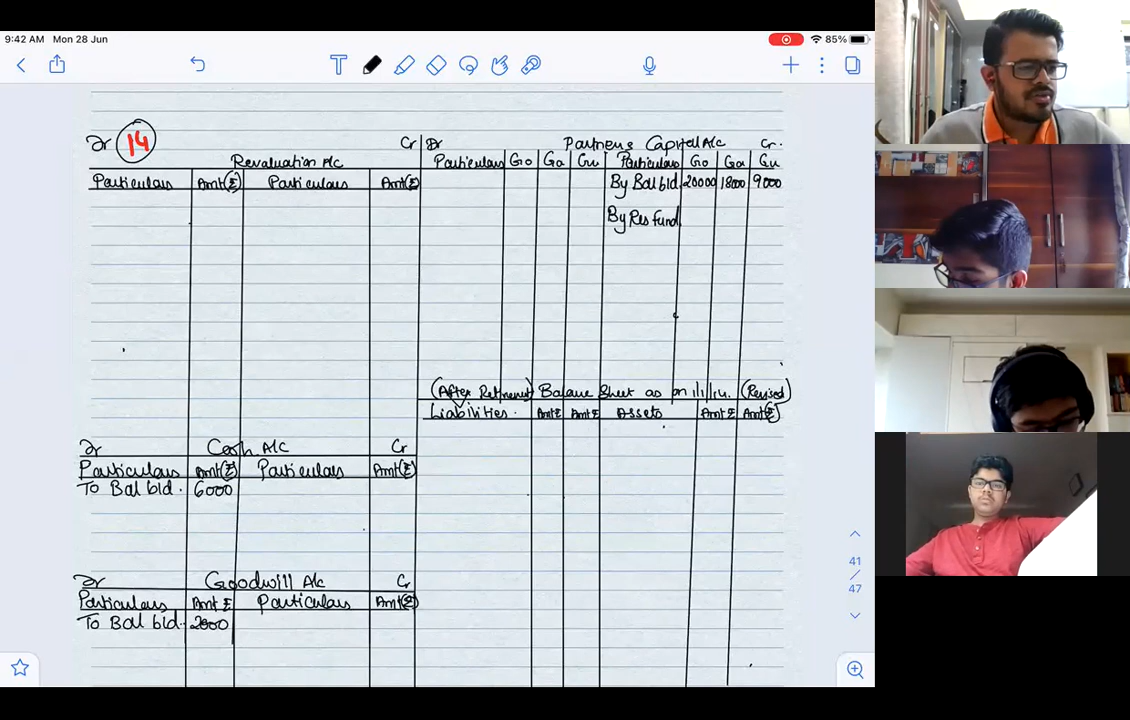 9:42 AM Mon 28 Jun
85%
Dr 14 Cr
Revaluation A/c
Particulars Amt(₹) Particulars Amt(₹)
Dr Partners Capital A/c Cr.
Particulars Go Ga Gu Particulars Go Ga Gu
By Bal b/d. 20000 18000 9000
By Res Fund
(After Retirement) Balance Sheet as on 1/1/14. (Revised)
Liabilities. Amt ₹ Amt ₹ Assets Amt ₹ Amt(₹)
Dr Cash A/c Cr
Particulars Amt(₹) Particulars Amt(₹)
To Bal b/d. 6000
Dr Goodwill A/c Cr
Particulars Amt ₹ Particulars Amt(₹)
To Bal b/d.. 2000
41
/
47